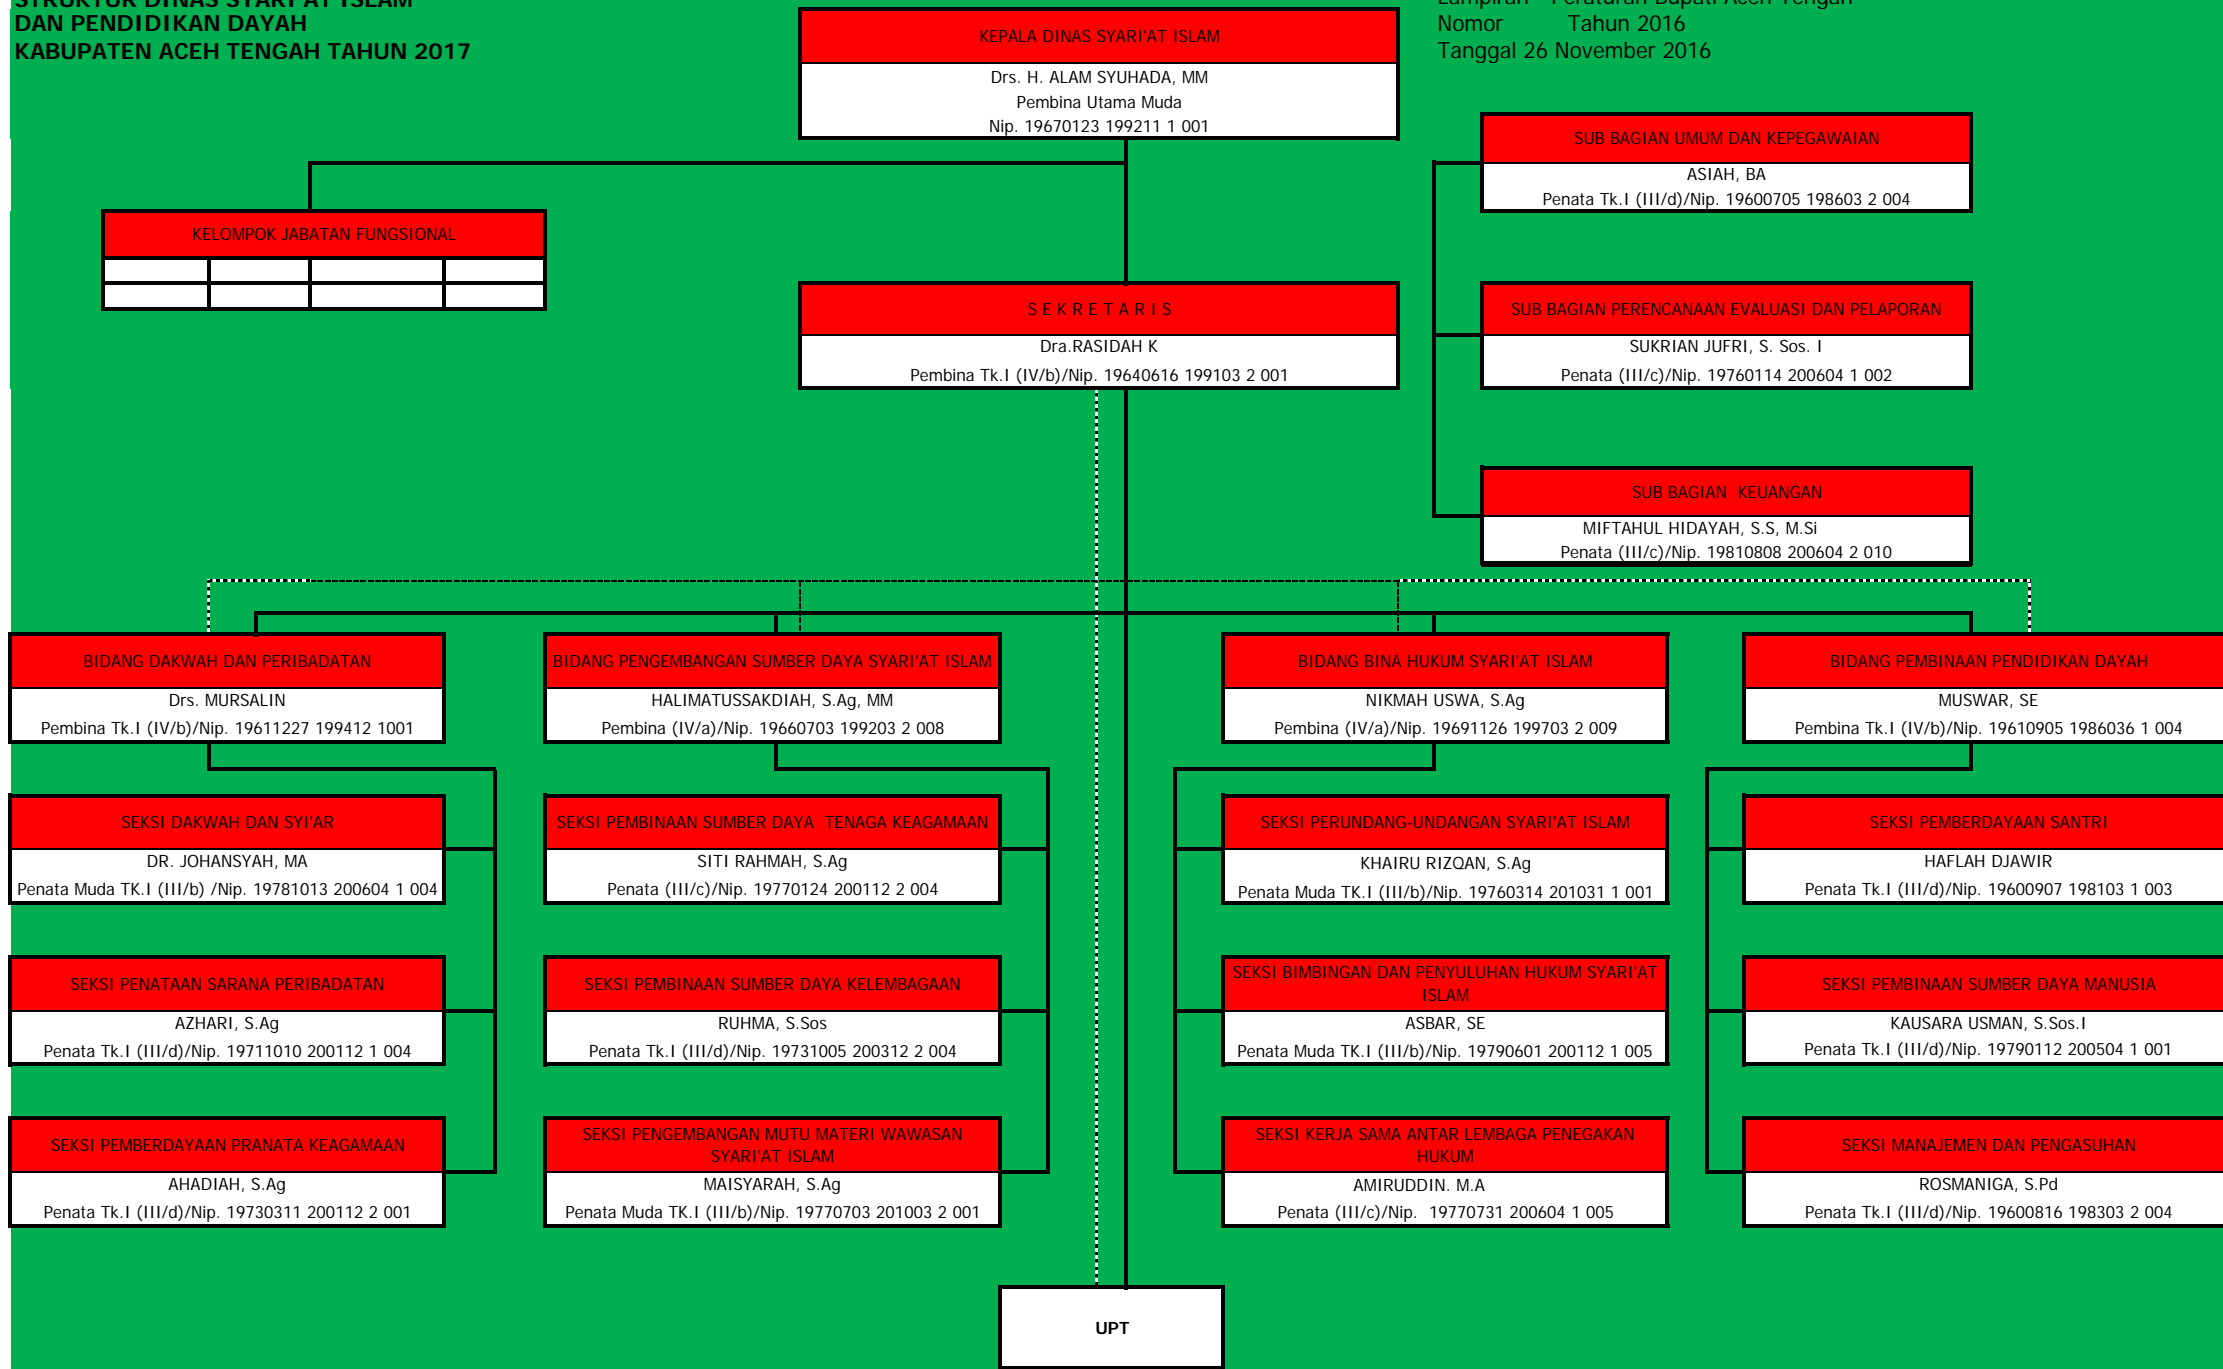 STRUKTUR DINAS SYARI'AT ISLAM
DAN PENDIDIKAN DAYAH
KABUPATEN ACEH TENGAH TAHUN 2017
Lampiran Peraturan Bupati Aceh Tengah
Nomor Tahun 2016
Tanggal 26 November 2016
KEPALA DINAS SYARI'AT ISLAM
Drs. H. ALAM SYUHADA, MM
Pembina Utama Muda
Nip. 19670123 199211 1 001
SUB BAGIAN UMUM DAN KEPEGAWAIAN
ASIAH, BA
Penata Tk.I (III/d)/Nip. 19600705 198603 2 004
KELOMPOK JABATAN FUNGSIONAL
S E K R E T A R I S
Dra.RASIDAH K
Pembina Tk.I (IV/b)/Nip. 19640616 199103 2 001
SUB BAGIAN PERENCANAAN EVALUASI DAN PELAPORAN
SUKRIAN JUFRI, S. Sos. I
Penata (III/c)/Nip. 19760114 200604 1 002
SUB BAGIAN KEUANGAN
MIFTAHUL HIDAYAH, S.S, M.Si
Penata (III/c)/Nip. 19810808 200604 2 010
BIDANG DAKWAH DAN PERIBADATAN
Drs. MURSALIN
Pembina Tk.I (IV/b)/Nip. 19611227 199412 1001
BIDANG PENGEMBANGAN SUMBER DAYA SYARI'AT ISLAM
HALIMATUSSAKDIAH, S.Ag, MM
Pembina (IV/a)/Nip. 19660703 199203 2 008
BIDANG BINA HUKUM SYARI'AT ISLAM
NIKMAH USWA, S.Ag
Pembina (IV/a)/Nip. 19691126 199703 2 009
BIDANG PEMBINAAN PENDIDIKAN DAYAH
MUSWAR, SE
Pembina Tk.I (IV/b)/Nip. 19610905 1986036 1 004
SEKSI DAKWAH DAN SYI'AR
DR. JOHANSYAH, MA
Penata Muda TK.I (III/b) /Nip. 19781013 200604 1 004
SEKSI PEMBINAAN SUMBER DAYA TENAGA KEAGAMAAN
SITI RAHMAH, S.Ag
Penata (III/c)/Nip. 19770124 200112 2 004
SEKSI PERUNDANG-UNDANGAN SYARI'AT ISLAM
KHAIRU RIZQAN, S.Ag
Penata Muda TK.I (III/b)/Nip. 19760314 201031 1 001
SEKSI PEMBERDAYAAN SANTRI
HAFLAH DJAWIR
Penata Tk.I (III/d)/Nip. 19600907 198103 1 003
SEKSI PENATAAN SARANA PERIBADATAN
AZHARI, S.Ag
Penata Tk.I (III/d)/Nip. 19711010 200112 1 004
SEKSI PEMBINAAN SUMBER DAYA KELEMBAGAAN
RUHMA, S.Sos
Penata Tk.I (III/d)/Nip. 19731005 200312 2 004
SEKSI BIMBINGAN DAN PENYULUHAN HUKUM SYARI'AT
ISLAM
ASBAR, SE
Penata Muda TK.I (III/b)/Nip. 19790601 200112 1 005
SEKSI PEMBINAAN SUMBER DAYA MANUSIA
KAUSARA USMAN, S.Sos.I
Penata Tk.I (III/d)/Nip. 19790112 200504 1 001
SEKSI PEMBERDAYAAN PRANATA KEAGAMAAN
AHADIAH, S.Ag
Penata Tk.I (III/d)/Nip. 19730311 200112 2 001
SEKSI PENGEMBANGAN MUTU MATERI WAWASAN
SYARI'AT ISLAM
MAISYARAH, S.Ag
Penata Muda TK.I (III/b)/Nip. 19770703 201003 2 001
SEKSI KERJA SAMA ANTAR LEMBAGA PENEGAKAN
HUKUM
AMIRUDDIN. M.A
Penata (III/c)/Nip. 19770731 200604 1 005
SEKSI MANAJEMEN DAN PENGASUHAN
ROSMANIGA, S.Pd
Penata Tk.I (III/d)/Nip. 19600816 198303 2 004
UPT